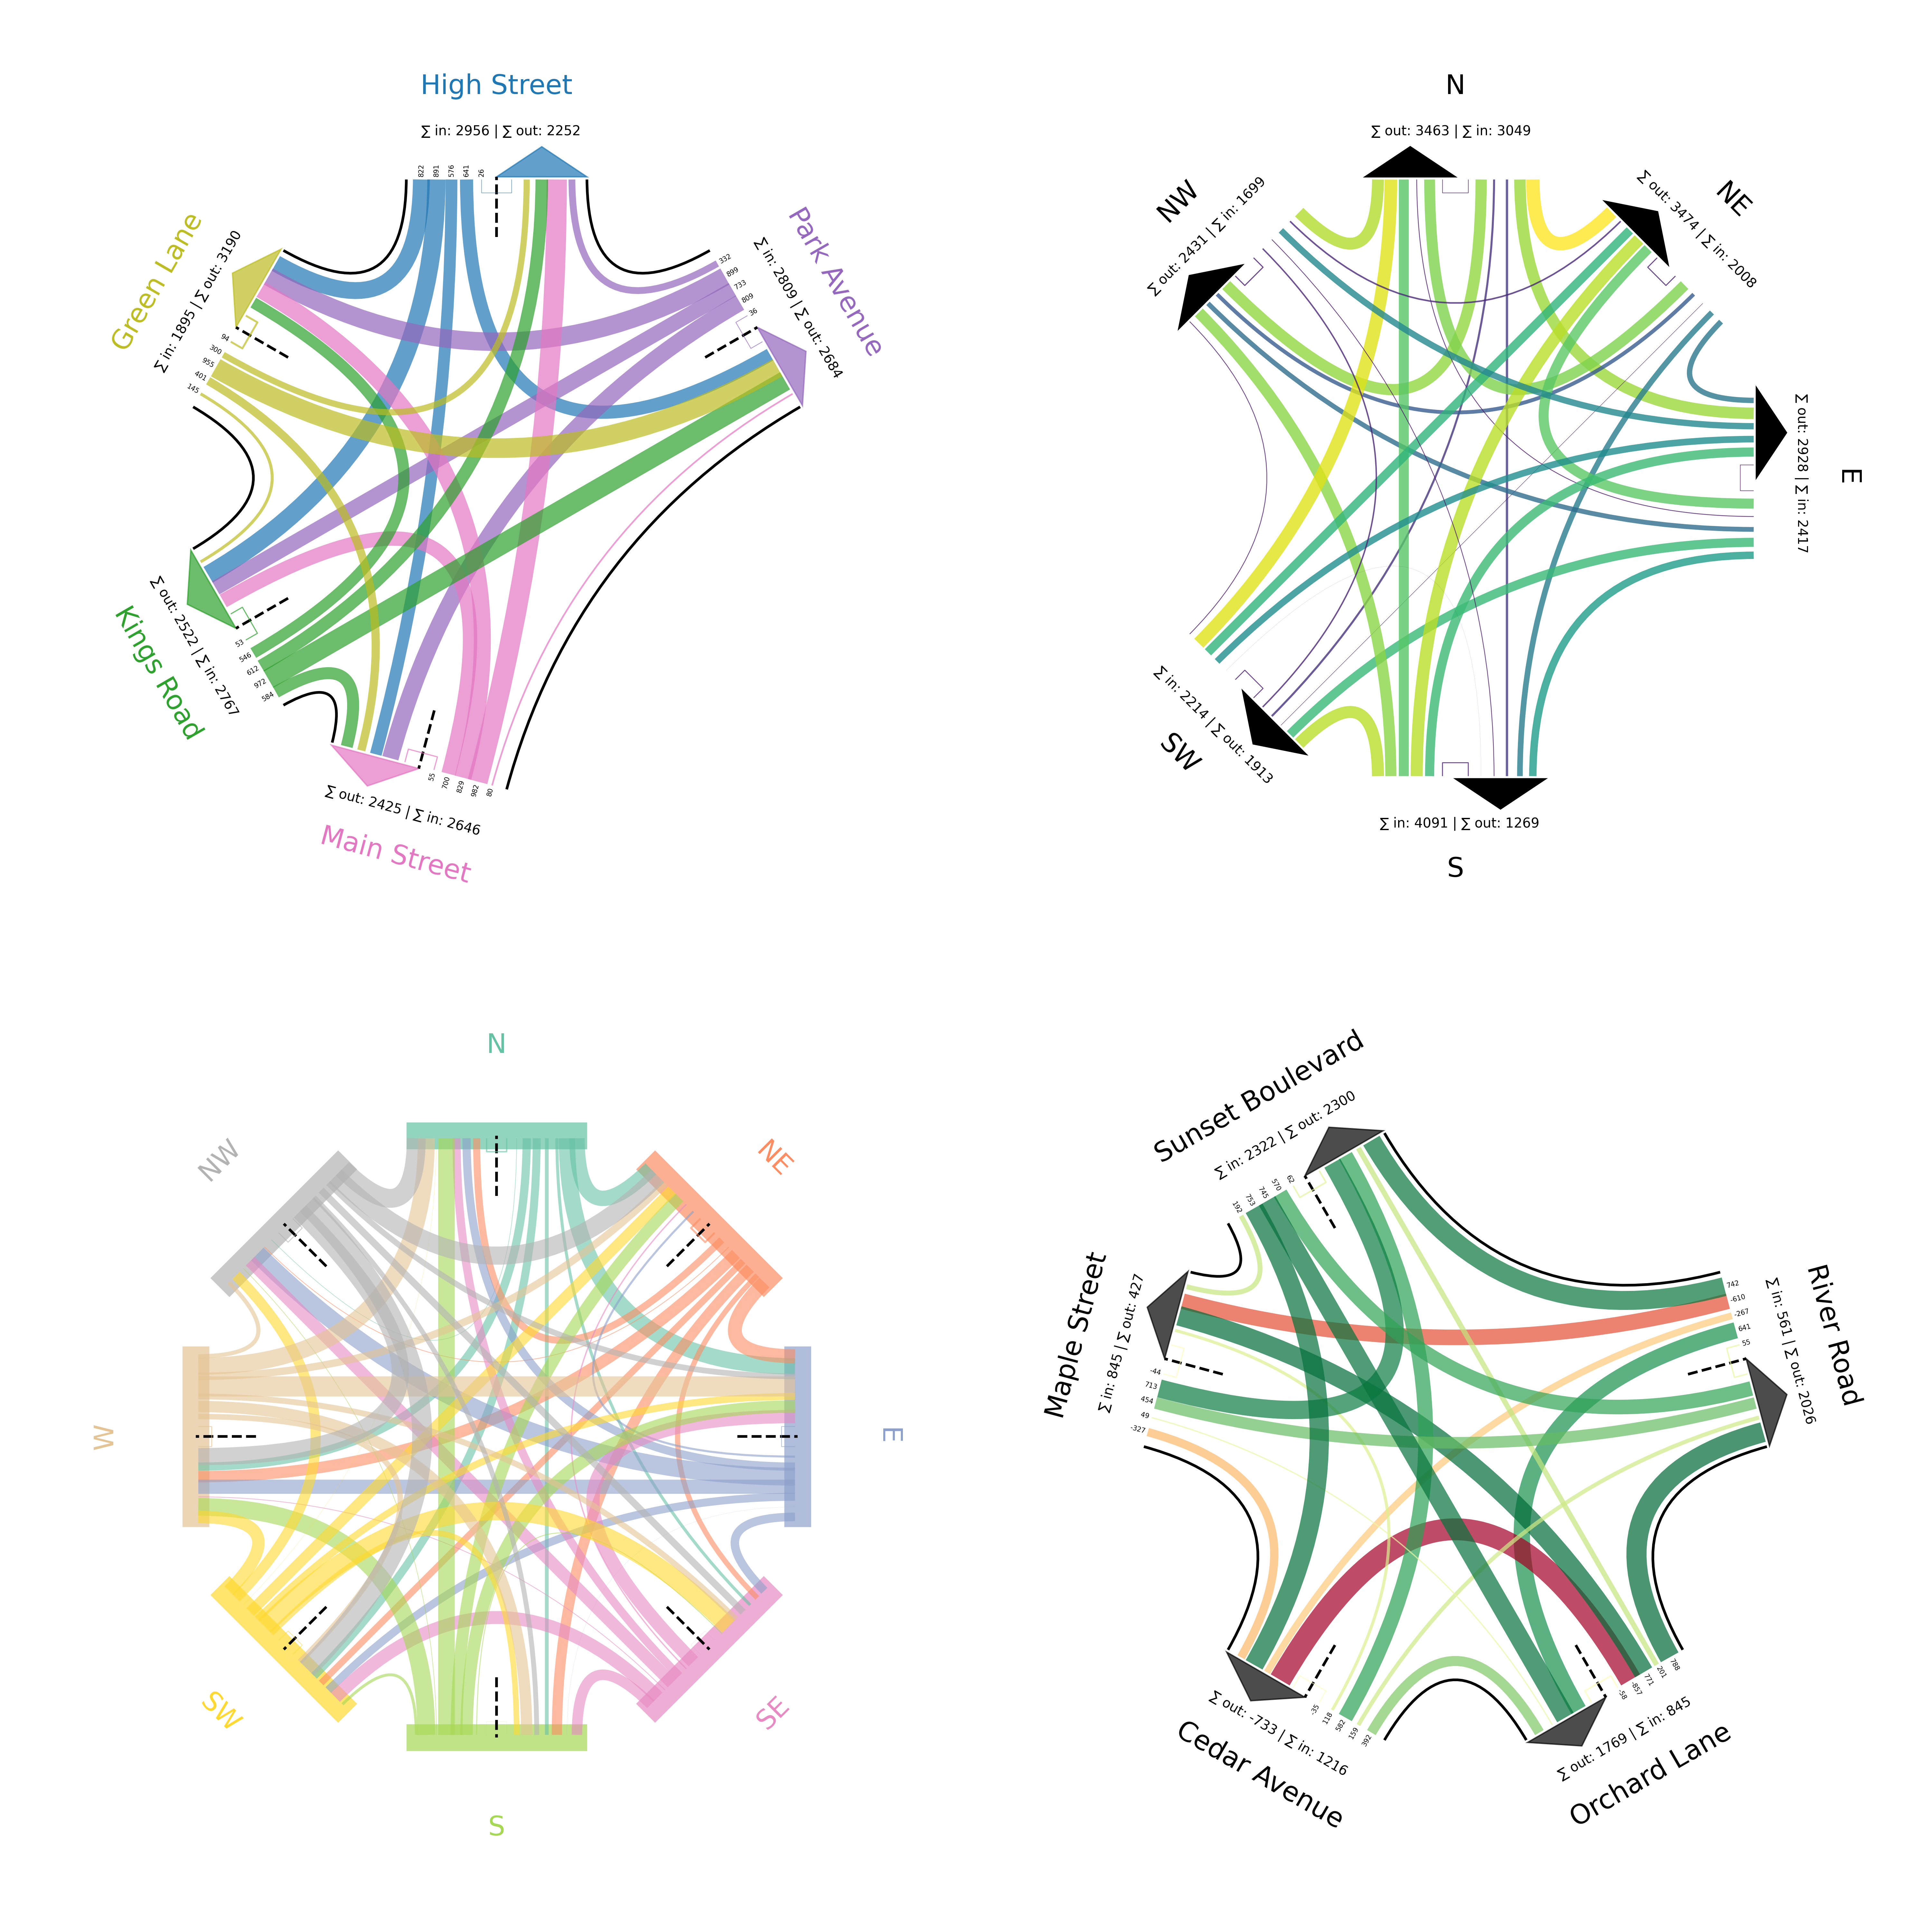 High Street
∑ in: 2956 | ∑ out: 2252
822
891
576
641
26
Park Avenue
∑ in: 2809 | ∑ out: 2684
332
899
733
809
36
Green Lane
∑ in: 1895 | ∑ out: 3190
94
300
955
401
145
Kings Road
∑ out: 2522 | ∑ in: 2767
53
546
612
972
584
Main Street
∑ out: 2425 | ∑ in: 2646
55
700
829
982
80
N
∑ out: 3463 | ∑ in: 3049
NW
∑ out: 2431 | ∑ in: 1699
NE
∑ out: 3474 | ∑ in: 2008
E
∑ out: 2928 | ∑ in: 2417
SW
∑ in: 2214 | ∑ out: 1913
∑ in: 4091 | ∑ out: 1269
S
N
NW
NE
W
E
SW
SE
S
Sunset Boulevard
∑ in: 2322 | ∑ out: 2300
192
753
745
570
62
River Road
∑ in: 561 | ∑ out: 2026
742
-610
-267
641
55
Maple Street
∑ in: 845 | ∑ out: 427
-44
713
454
49
-327
Cedar Avenue
∑ out: -733 | ∑ in: 1216
-35
118
582
159
392
Orchard Lane
∑ out: 1769 | ∑ in: 845
-58
-857
771
201
788